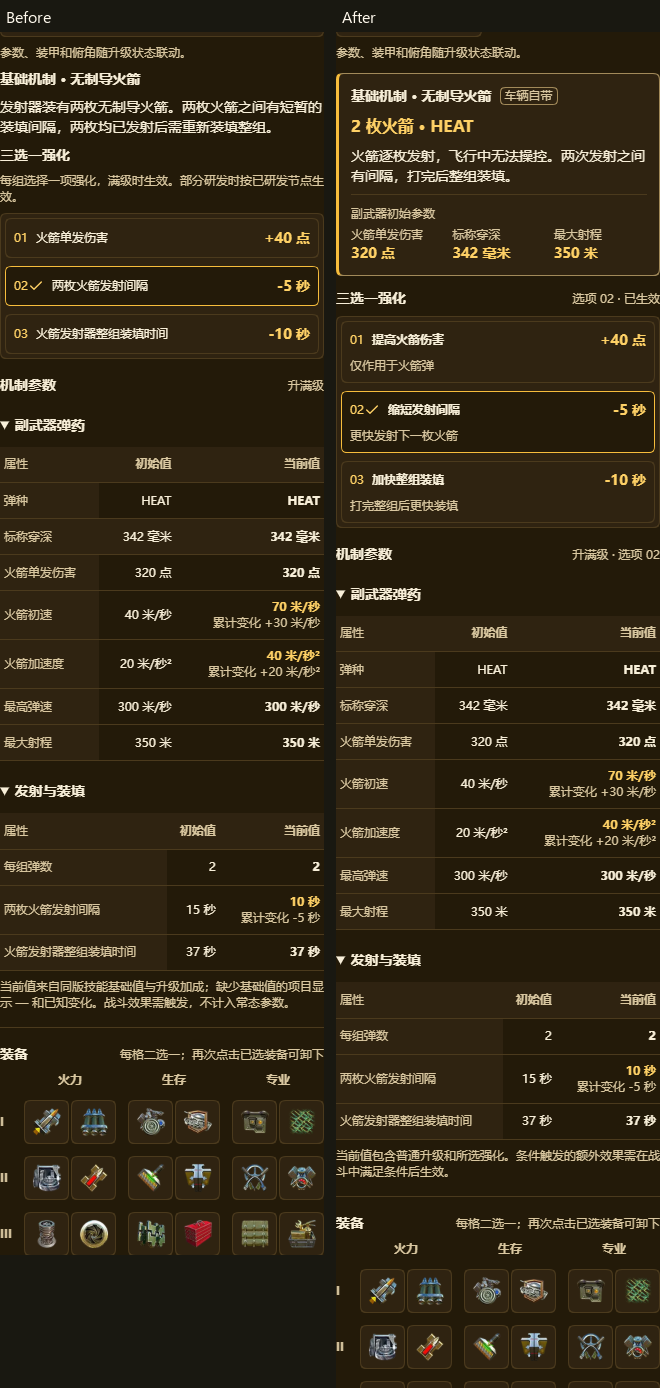 Before
参数、装甲和俯角随升级状态联动。
基础机制 • 无制导火箭
发射器装有两枚无制导火箭。两枚火箭之间有短暂的
装填间隔，两枚均已发射后需重新装填整组。
三选一强化
每组选择一项强化，满级时生效。部分研发时按已研发节点生
效。
01 火箭单发伤害 +40 点
02✓ 两枚火箭发射间隔 -5 秒
03 火箭发射器整组装填时间 -10 秒
机制参数 升满级
▼ 副武器弹药
属性 初始值 当前值
弹种 HEAT HEAT
标称穿深 342 毫米 342 毫米
火箭单发伤害 320 点 320 点
火箭初速 40 米/秒 70 米/秒
累计变化 +30 米/秒
火箭加速度 20 米/秒² 40 米/秒²
累计变化 +20 米/秒²
最高弹速 300 米/秒 300 米/秒
最大射程 350 米 350 米
▼ 发射与装填
属性 初始值 当前值
每组弹数 2 2
两枚火箭发射间隔 15 秒 10 秒
累计变化 -5 秒
火箭发射器整组装填时间 37 秒 37 秒
当前值来自同版技能基础值与升级加成；缺少基础值的项目显
示 — 和已知变化。战斗效果需触发，不计入常态参数。
装备 每格二选一；再次点击已选装备可卸下
火力 生存 专业
I
II
III
After
参数、装甲和俯角随升级状态联动。
基础机制 • 无制导火箭 车辆自带
2 枚火箭 • HEAT
火箭逐枚发射，飞行中无法操控。两次发射之间
有间隔，打完后整组装填。
副武器初始参数
火箭单发伤害 标称穿深 最大射程
320 点 342 毫米 350 米
三选一强化 选项 02 · 已生效
01 提高火箭伤害 +40 点
仅作用于火箭弹
02✓ 缩短发射间隔 -5 秒
更快发射下一枚火箭
03 加快整组装填 -10 秒
打完整组后更快装填
机制参数 升满级 · 选项 02
▼ 副武器弹药
属性 初始值 当前值
弹种 HEAT HEAT
标称穿深 342 毫米 342 毫米
火箭单发伤害 320 点 320 点
火箭初速 40 米/秒 70 米/秒
累计变化 +30 米/秒
火箭加速度 20 米/秒² 40 米/秒²
累计变化 +20 米/秒²
最高弹速 300 米/秒 300 米/秒
最大射程 350 米 350 米
▼ 发射与装填
属性 初始值 当前值
每组弹数 2 2
两枚火箭发射间隔 15 秒 10 秒
累计变化 -5 秒
火箭发射器整组装填时间 37 秒 37 秒
当前值包含普通升级和所选强化。条件触发的额外效果需在战
斗中满足条件后生效。
装备 每格二选一；再次点击已选装备可卸下
火力 生存 专业
I
II